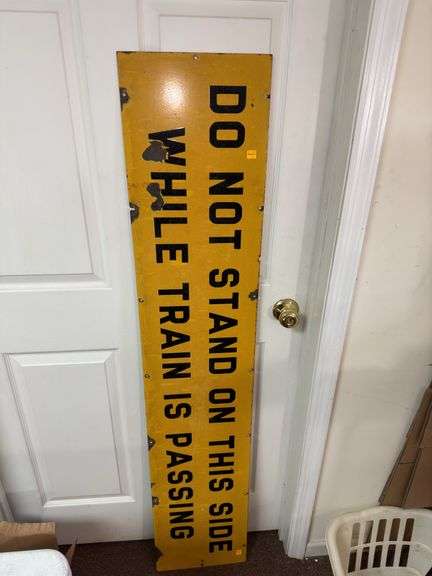 DO NOT STAND ON THIS SIDE
WHILE TRAIN IS PASSING